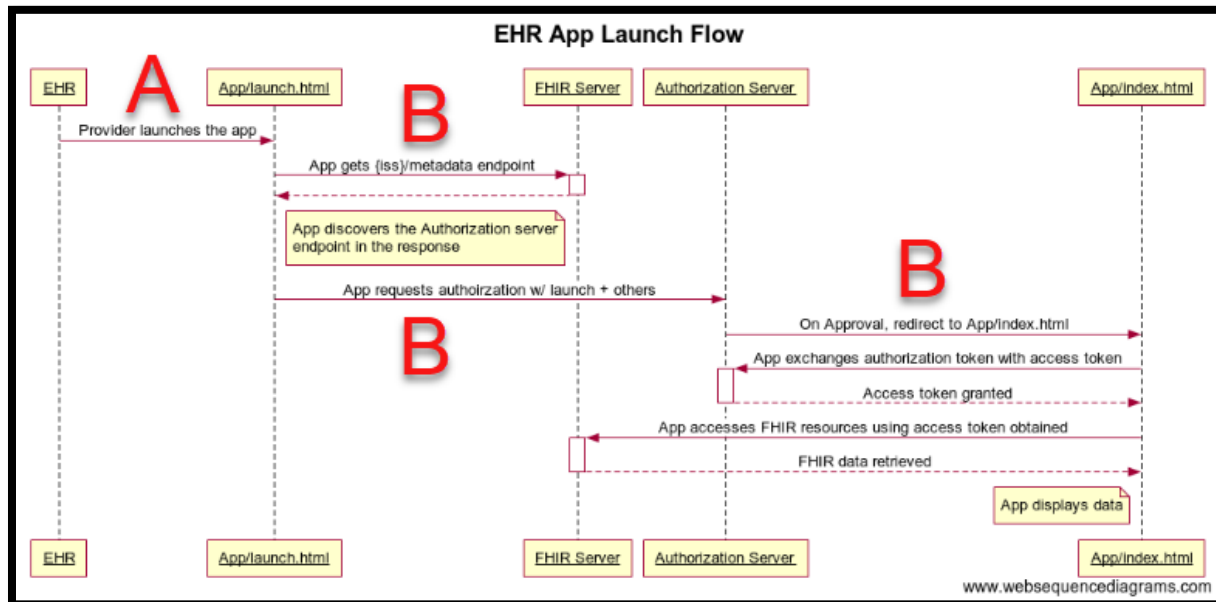 EHR App Launch Flow
A
EHR
App/launch.html
FHIR Server
Authorization Server
App/index.html
Provider launches the app
B
App gets {iss}/metadata endpoint
App discovers the Authorization server
endpoint in the response
B
App requests authoirzation w/ launch + others
B
On Approval, redirect to App/index.html
App exchanges authorization token with access token
Access token granted
App accesses FHIR resources using access token obtained
FHIR data retrieved
App displays data
EHR
App/launch.html
FHIR Server
Authorization Server
App/index.html
www.websequencediagrams.com